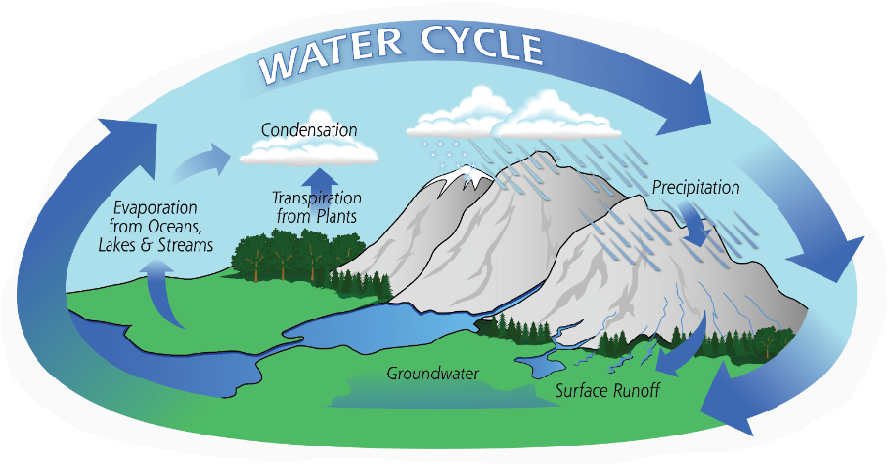 WATER CYCLE
Condensation
Precipitation
Transpiration
from Plants
Evaporation
from Oceans,
Lakes & Streams
Groundwater
Surface Runoff